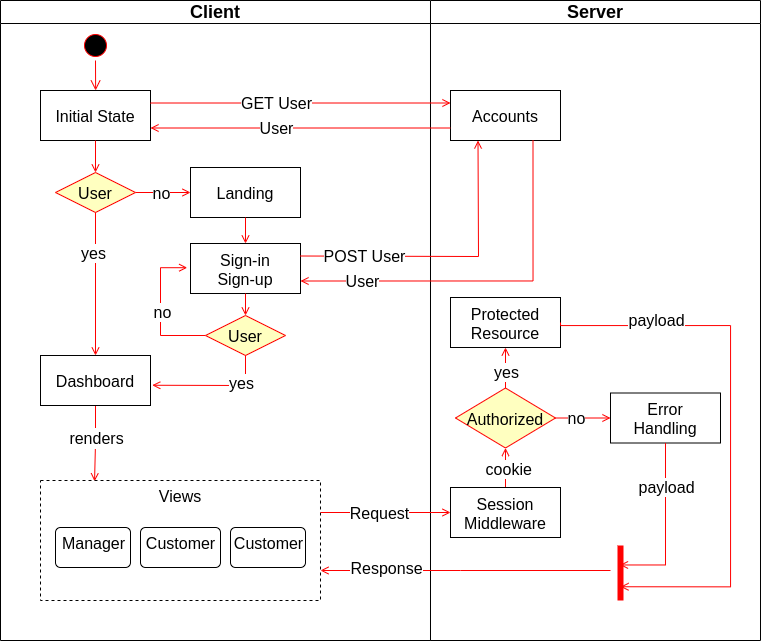 Client
Server
Initial State
GET User
Accounts
User
User
no
Landing
yes
Sign-in
Sign-up
POST User
User
no
User
yes
Dashboard
renders
Protected
Resource
payload
yes
Authorized
no
Error
Handling
cookie
payload
Views
Manager
Customer
Customer
Request
Session
Middleware
Response